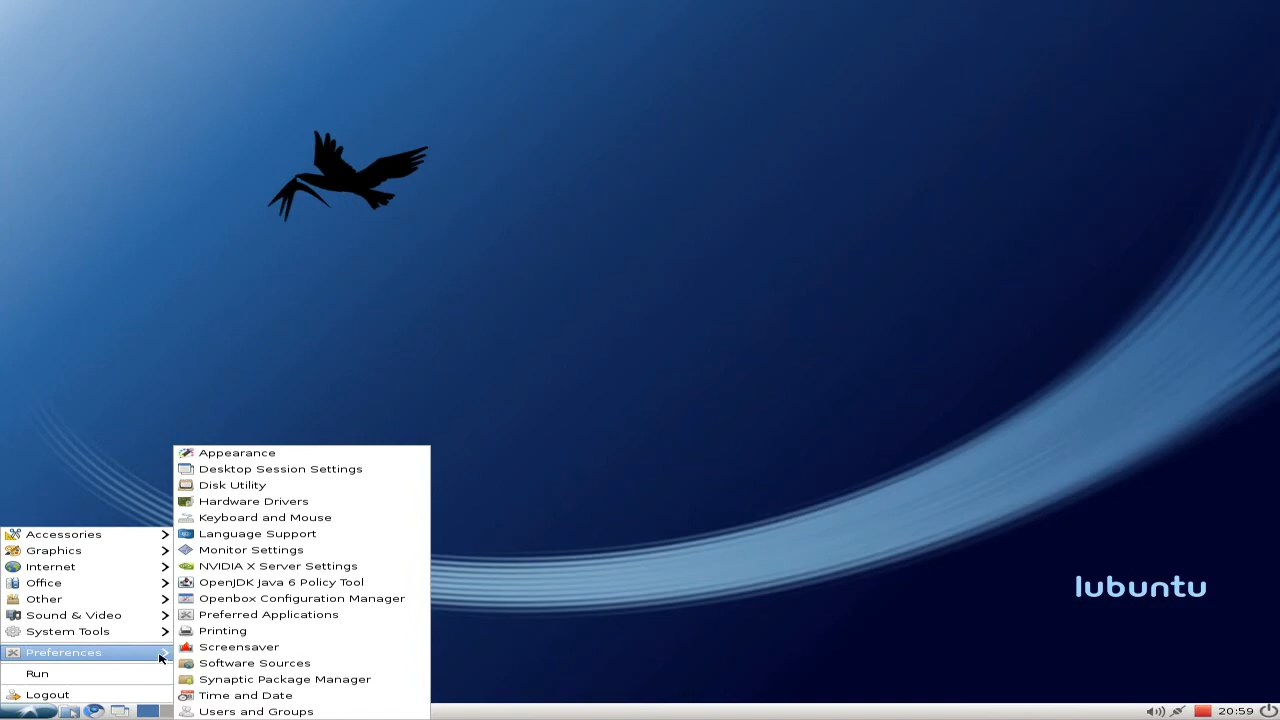 Appearance
Desktop Session Settings
Disk Utility
Hardware Drivers
Keyboard and Mouse
Language Support
Monitor Settings
NVIDIA X Server Settings
OpenJDK Java 6 Policy Tool
Openbox Configuration Manager
Preferred Applications
Printing
Screensaver
Software Sources
Synaptic Package Manager
Time and Date
Users and Groups
Accessories
Graphics
Internet
Office
Other
Sound & Video
System Tools
Preferences
Run
Logout
lubuntu
20:59